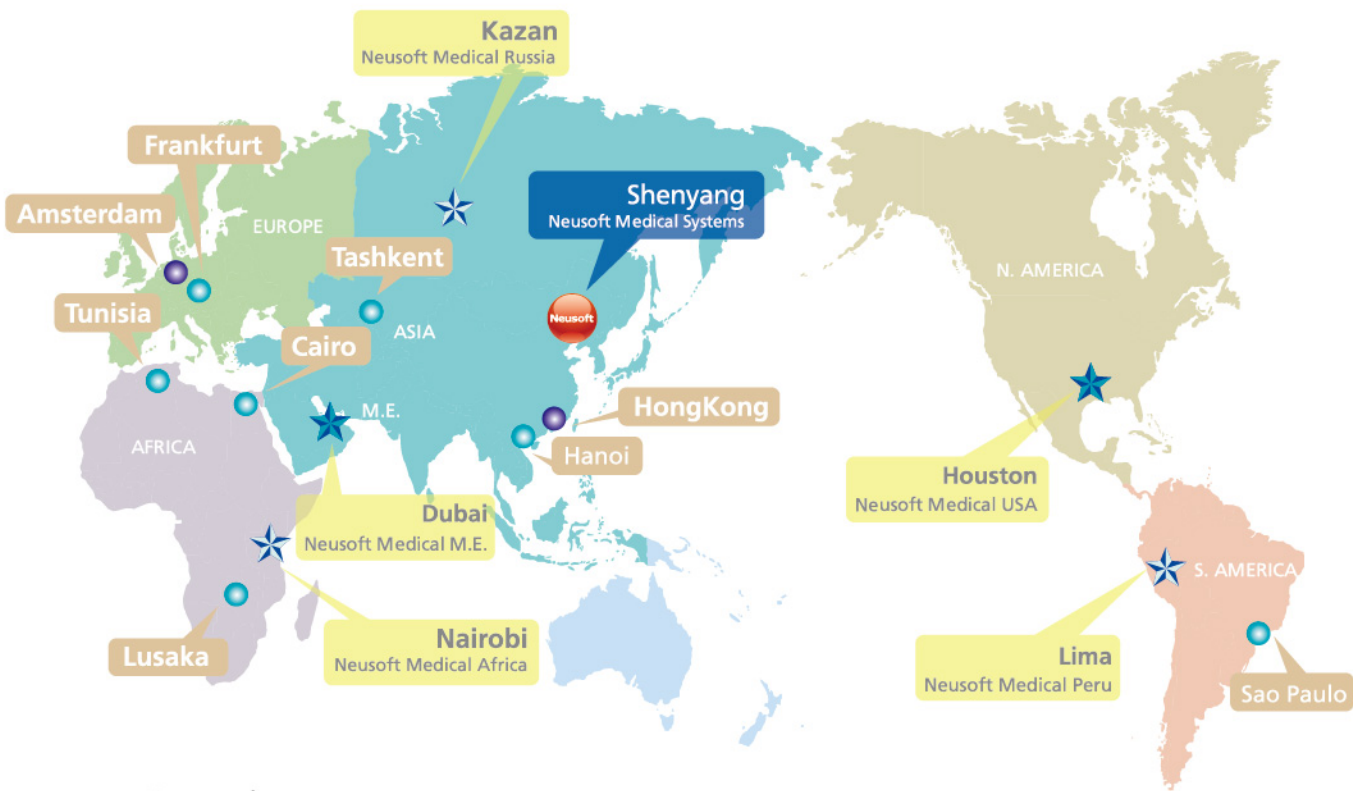 Kazan
Neusoft Medical Russia
Frankfurt
Shenyang
Neusoft Medical Systems
Amsterdam
EUROPE
Tashkent
N. AMERICA
Tunisia
Neusoft
ASIA
Cairo
HongKong
M.E.
AFRICA
Hanoi
Houston
Neusoft Medical USA
Dubai
Neusoft Medical M.E.
S. AMERICA
Nairobi
Neusoft Medical Africa
Lusaka
Lima
Neusoft Medical Peru
Sao Paulo